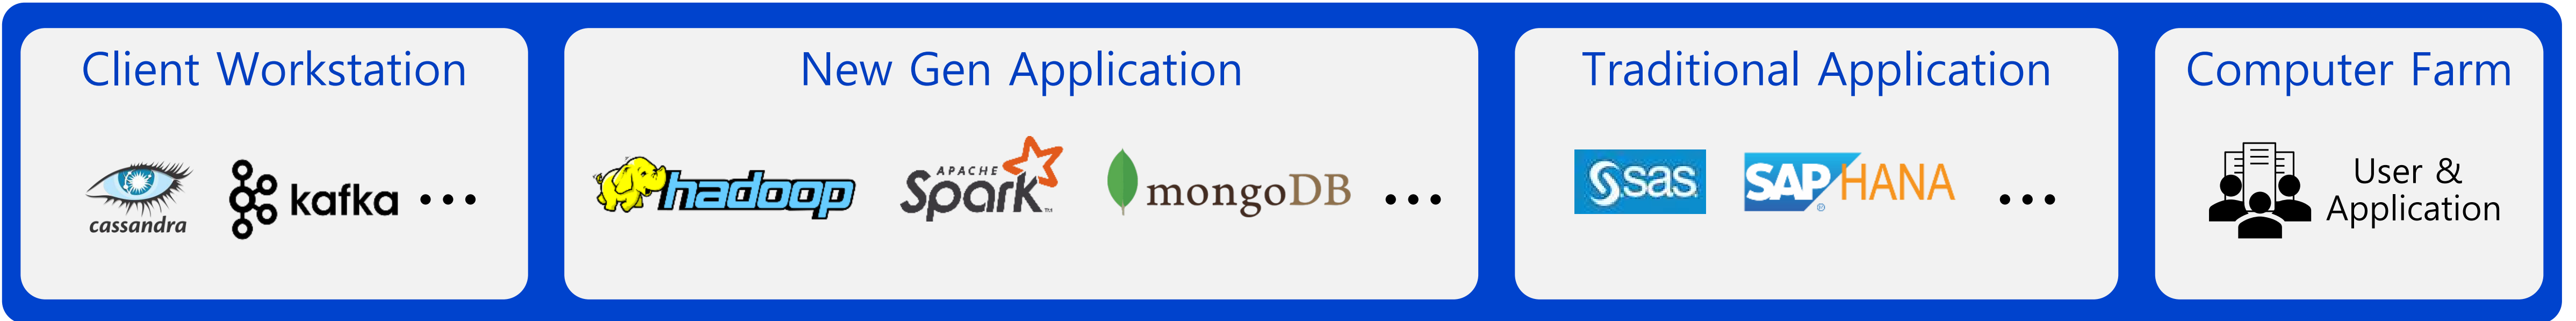 Client Workstation
cassandra
kafka
...
New Gen Application
hadoop
APACHE
Spark™
mongoDB
...
Traditional Application
sas
SAP HANA
®
...
Computer Farm
User &
Application